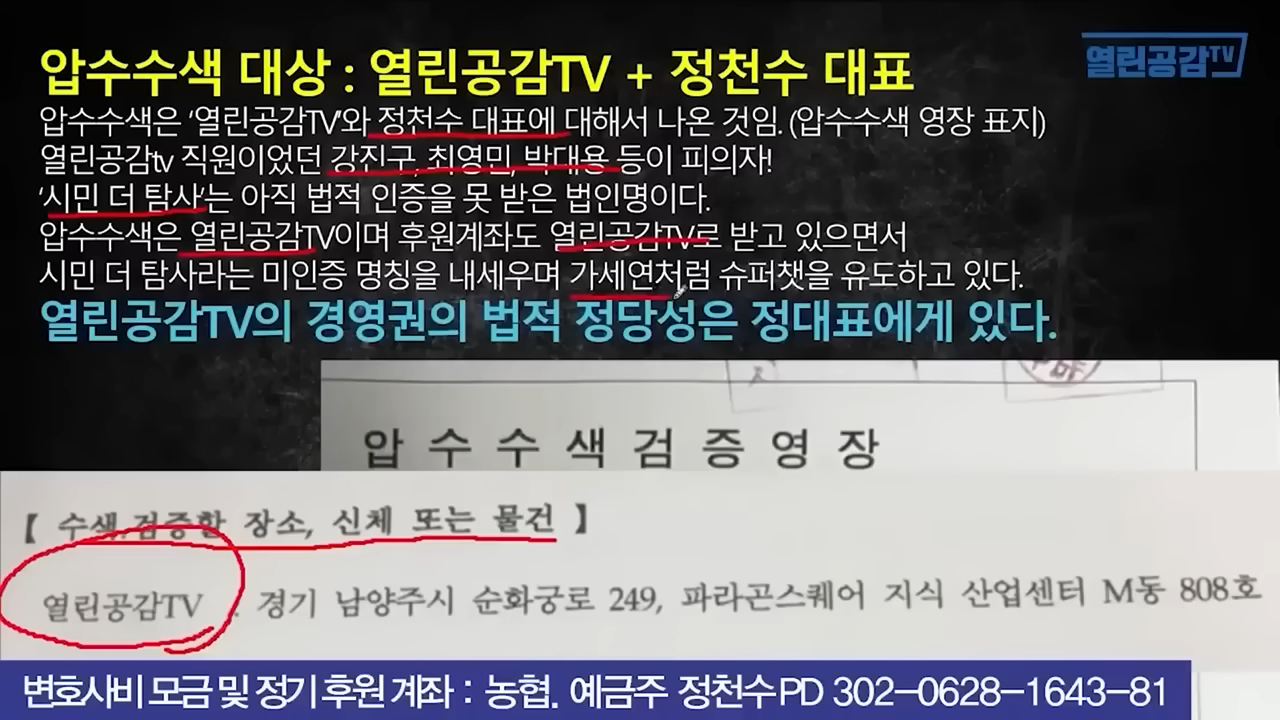 압수수색 대상 : 열린공감TV + 정천수 대표
열린공감TV
압수수색은 '열린공감TV'와 정천수 대표에 대해서 나온 것임. (압수수색 영장 표지)
열린공감tv 직원이었던 강진구, 최영민, 박대용 등이 피의자!
'시민 더 탐사'는 아직 법적 인증을 못 받은 법인명이다.
압수수색은 열린공감TV이며 후원계좌도 열린공감TV로 받고 있으면서
시민 더 탐사라는 미인증 명칭을 내세우며 가세연처럼 슈퍼챗을 유도하고 있다.
열린공감TV의 경영권의 법적 정당성은 정대표에게 있다.
압수수색검증영장
【 수색.검증할 장소, 신체 또는 물건 】
열린공감TV : 경기 남양주시 순화궁로 249, 파라곤스퀘어 지식 산업센터 M동 808호
변호사비 모금 및 정기 후원 계좌 : 농협. 예금주 정천수PD 302-0628-1643-81